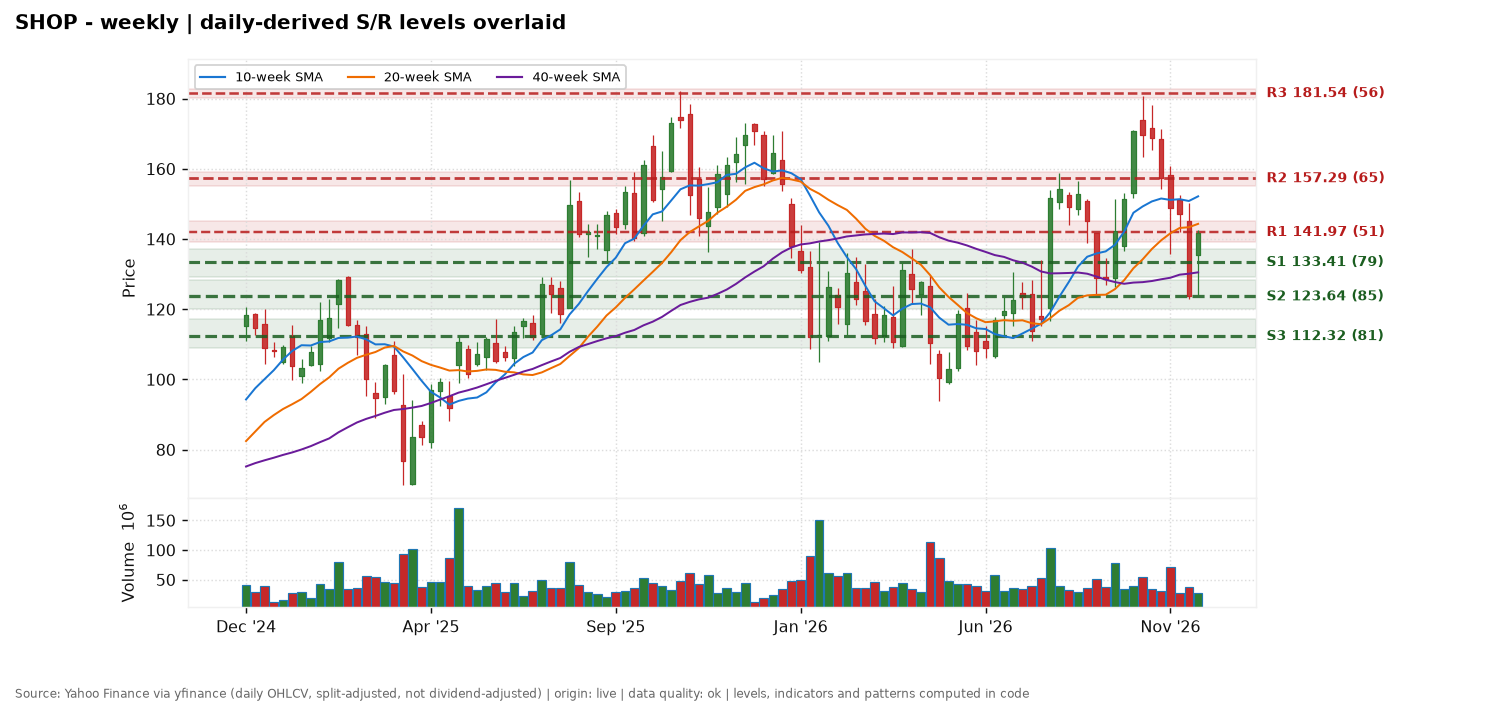 SHOP - weekly | daily-derived S/R levels overlaid
10-week SMA 20-week SMA 40-week SMA
180
160
140
120
100
80
Price
R3 181.54 (56)
R2 157.29 (65)
R1 141.97 (51)
S1 133.41 (79)
S2 123.64 (85)
S3 112.32 (81)
150
100
50
Volume 10⁶
Dec '24 Apr '25 Sep '25 Jan '26 Jun '26 Nov '26
Source: Yahoo Finance via yfinance (daily OHLCV, split-adjusted, not dividend-adjusted) | origin: live | data quality: ok | levels, indicators and patterns computed in code